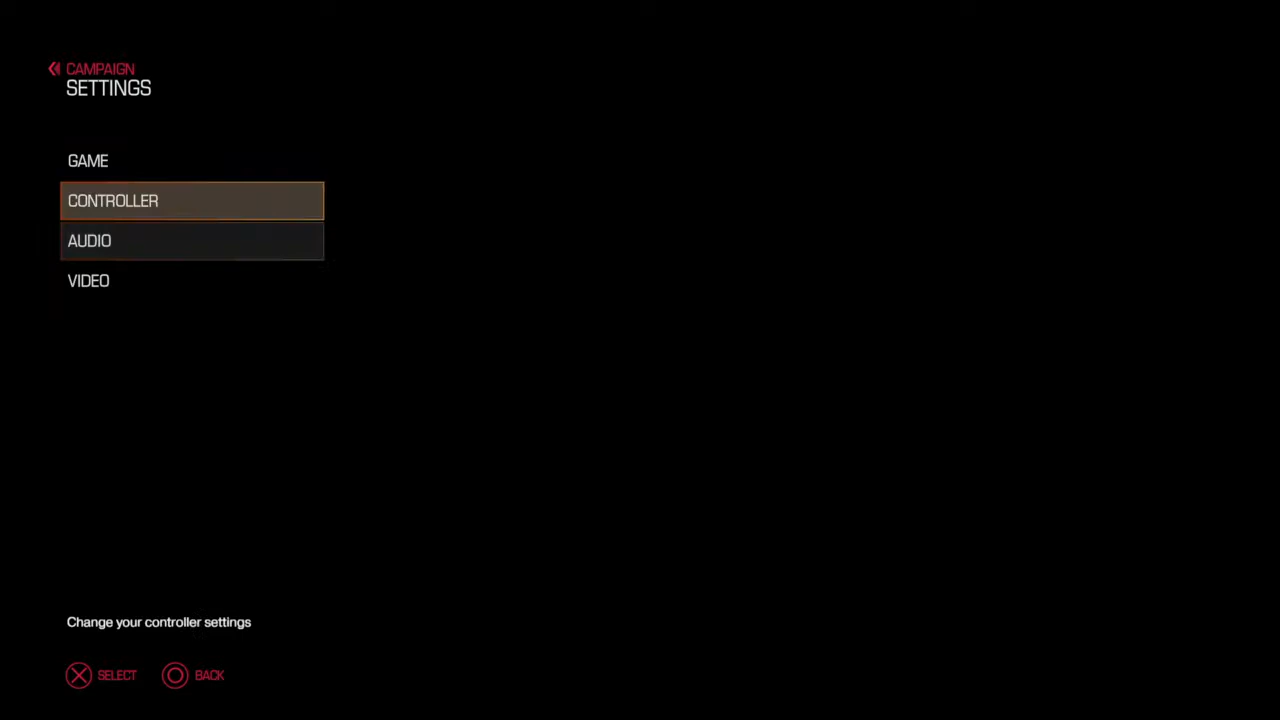 CAMPAIGN
SETTINGS
GAME
CONTROLLER
AUDIO
VIDEO
Change your controller settings
SELECT BACK